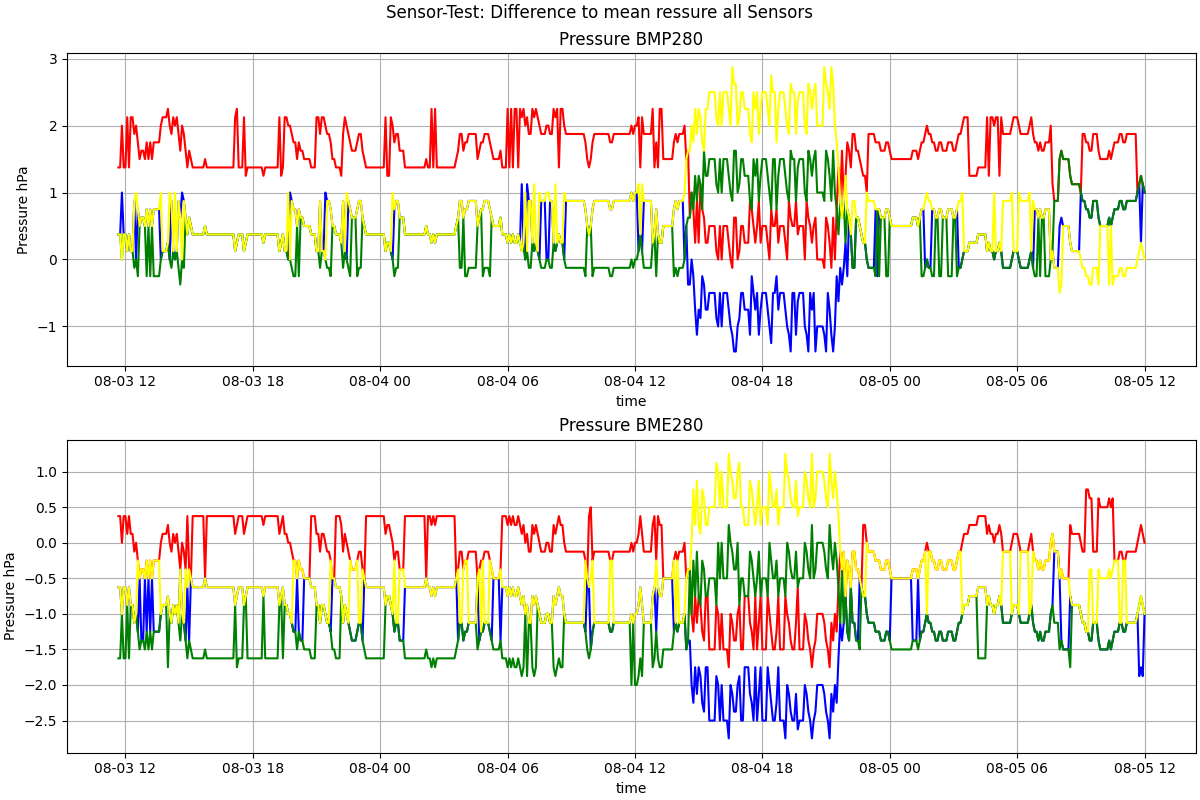 Sensor-Test: Difference to mean ressure all Sensors
Pressure BMP280
Pressure hPa
3
2
1
0
−1
08-03 12 08-03 18 08-04 00 08-04 06 08-04 12 08-04 18 08-05 00 08-05 06 08-05 12
time
Pressure BME280
Pressure hPa
1.0
0.5
0.0
−0.5
−1.0
−1.5
−2.0
−2.5
08-03 12 08-03 18 08-04 00 08-04 06 08-04 12 08-04 18 08-05 00 08-05 06 08-05 12
time